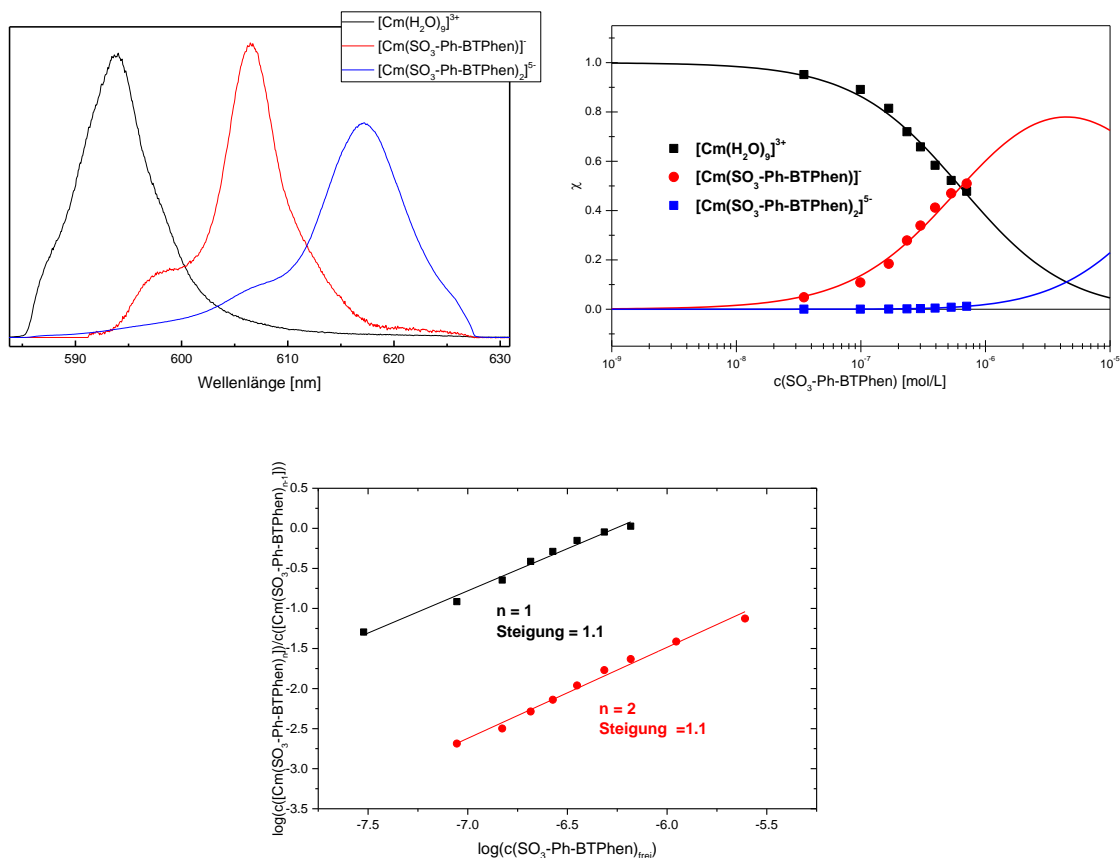 [Cm(H₂O)₉]³⁺
[Cm(SO₃-Ph-BTPhen)]⁻
[Cm(SO₃-Ph-BTPhen)₂]⁵⁻
590 600 610 620 630
Wellenlänge [nm]
1.0
0.8
0.6
0.4
0.2
0.0
χ
[Cm(H₂O)₉]³⁺
[Cm(SO₃-Ph-BTPhen)]⁻
[Cm(SO₃-Ph-BTPhen)₂]⁵⁻
10⁻⁹ 10⁻⁸ 10⁻⁷ 10⁻⁶ 10⁻⁵
c(SO₃-Ph-BTPhen) [mol/L]
log(c([Cm(SO₃-Ph-BTPhen)ₙ])/c([Cm(SO₃-Ph-BTPhen)ₙ₋₁]))
0.5
0.0
-0.5
-1.0
-1.5
-2.0
-2.5
-3.0
-3.5
n = 1
Steigung = 1.1
n = 2
Steigung =1.1
-7.5 -7.0 -6.5 -6.0 -5.5
log(c(SO₃-Ph-BTPhen)frei)